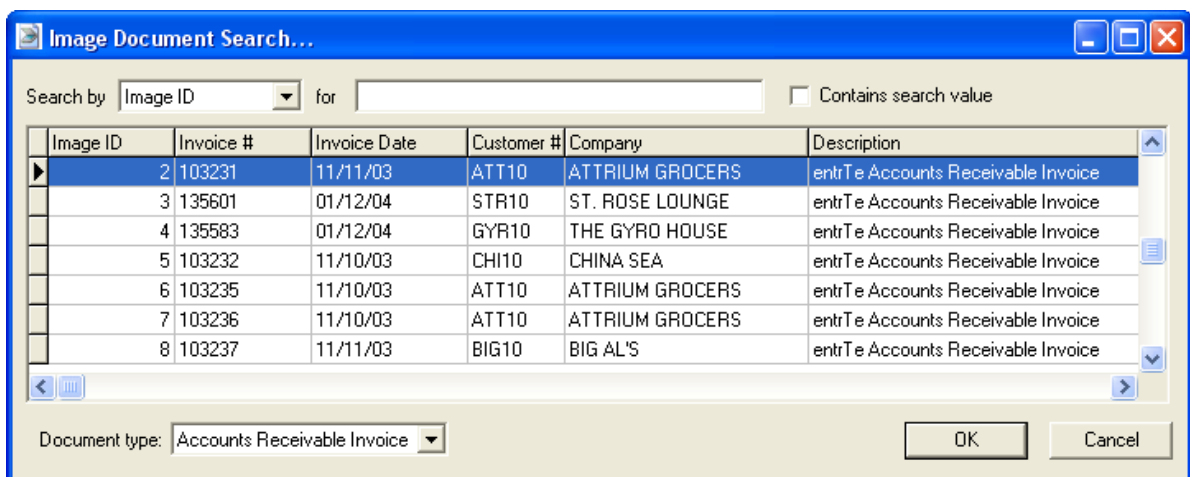 Image Document Search...
Search by Image ID for Contains search value
Image ID Invoice # Invoice Date Customer # Company Description
2 103231 11/11/03 ATT10 ATTRIUM GROCERS entrTe Accounts Receivable Invoice
3 135601 01/12/04 STR10 ST. ROSE LOUNGE entrTe Accounts Receivable Invoice
4 135583 01/12/04 GYR10 THE GYRO HOUSE entrTe Accounts Receivable Invoice
5 103232 11/10/03 CHI10 CHINA SEA entrTe Accounts Receivable Invoice
6 103235 11/10/03 ATT10 ATTRIUM GROCERS entrTe Accounts Receivable Invoice
7 103236 11/10/03 ATT10 ATTRIUM GROCERS entrTe Accounts Receivable Invoice
8 103237 11/11/03 BIG10 BIG AL'S entrTe Accounts Receivable Invoice
Document type: Accounts Receivable Invoice OK Cancel